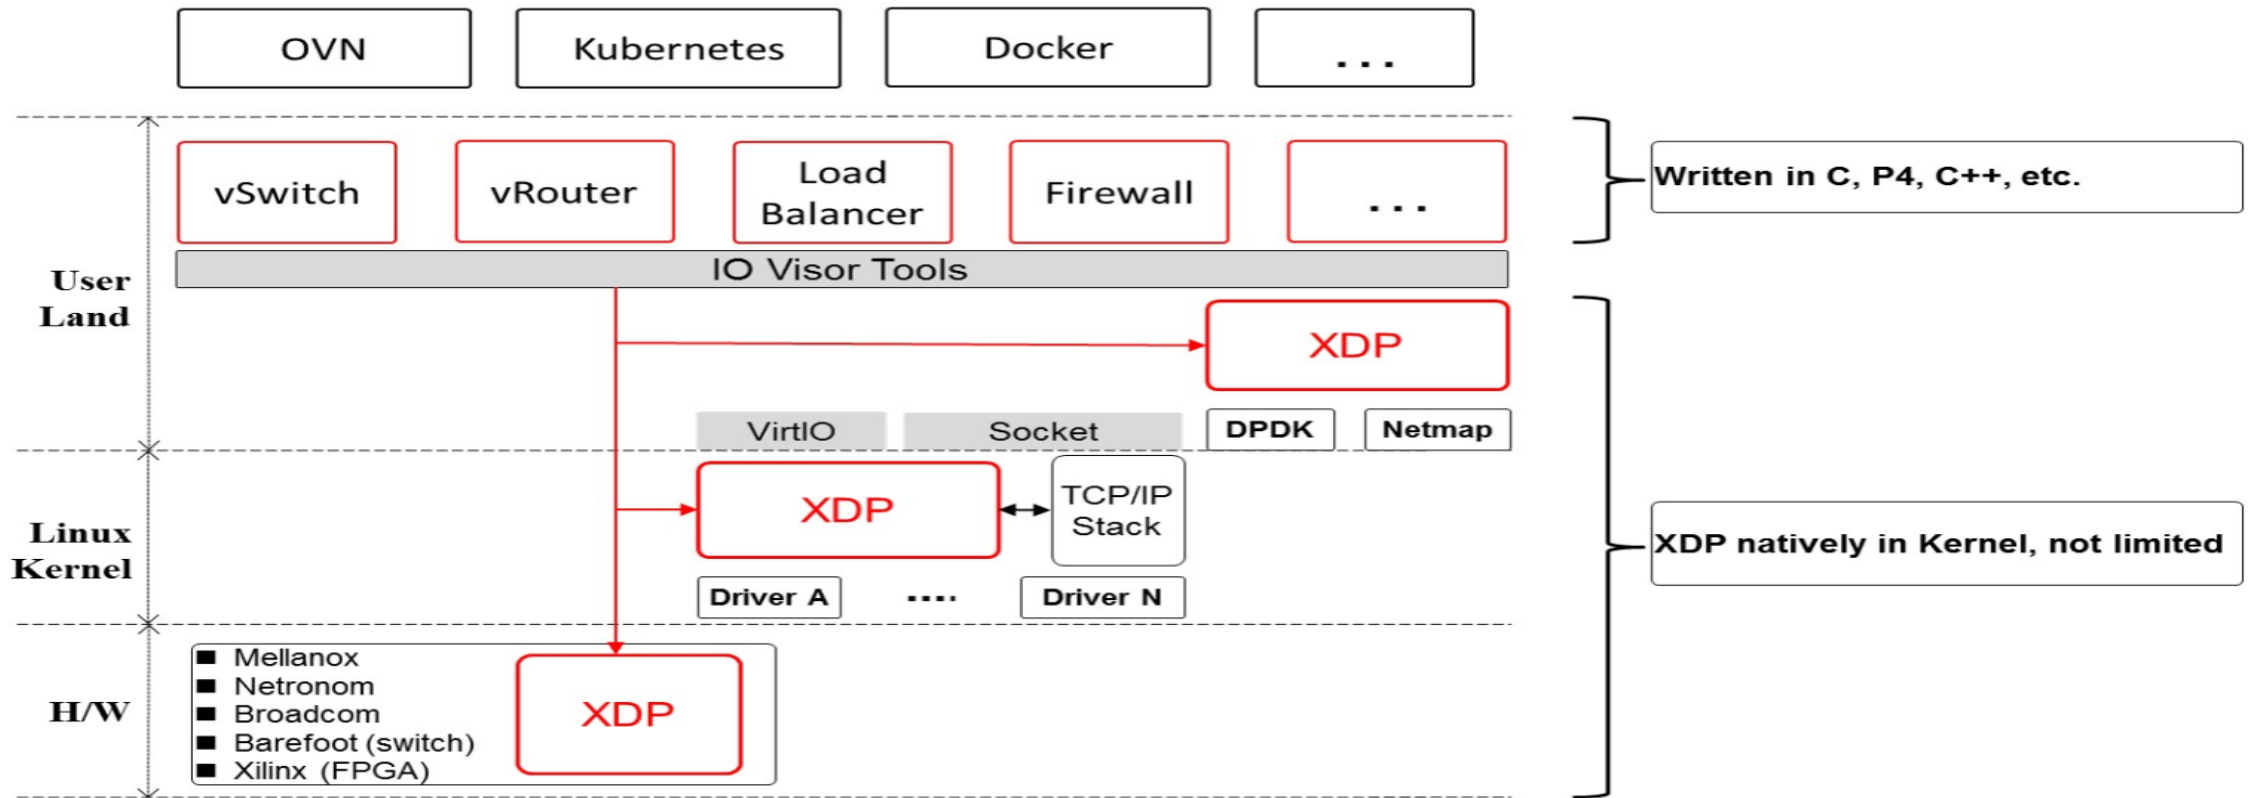 OVN
Kubernetes
Docker
...
vSwitch
vRouter
Load
Balancer
Firewall
...
Written in C, P4, C++, etc.
IO Visor Tools
User
Land
XDP
VirtIO
Socket
DPDK
Netmap
XDP
TCP/IP
Stack
Linux
Kernel
XDP natively in Kernel, not limited
Driver A
....
Driver N
H/W
Mellanox
Netronom
Broadcom
Barefoot (switch)
Xilinx (FPGA)
XDP